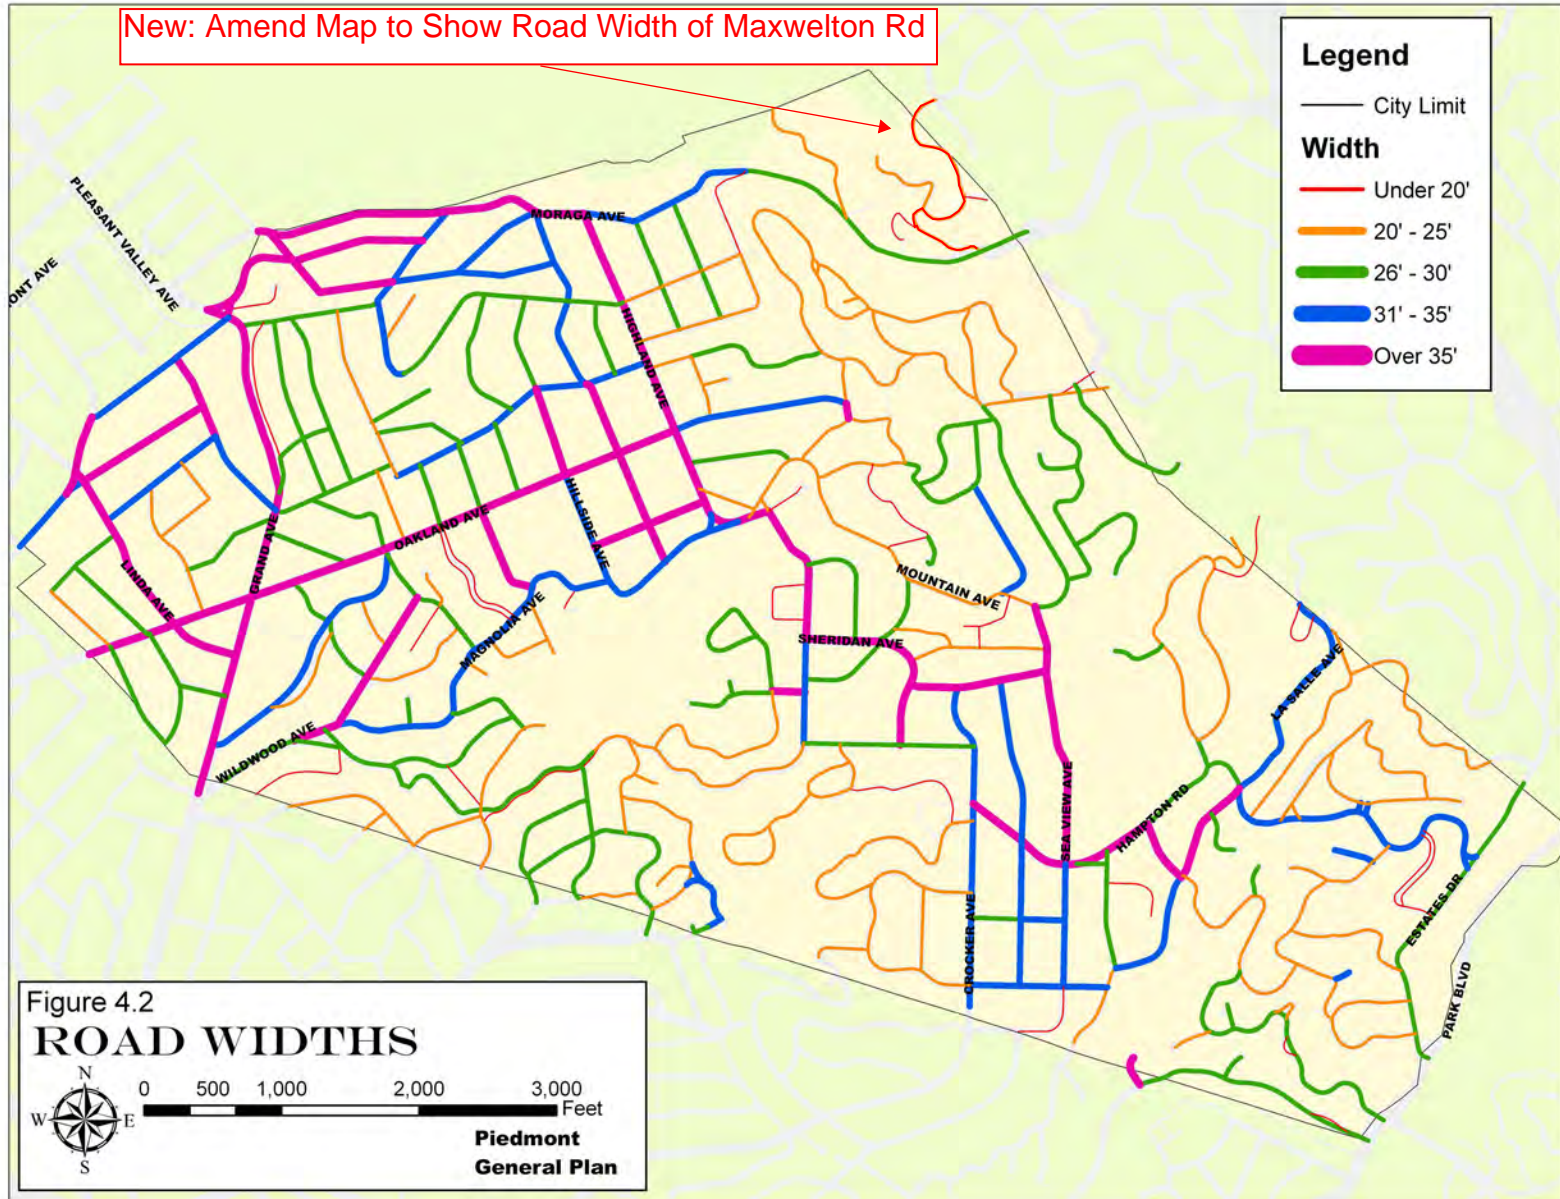 New: Amend Map to Show Road Width of Maxwelton Rd
Legend
City Limit
Width
Under 20'
20' - 25'
26' - 30'
31' - 35'
Over 35'
PLEASANT VALLEY AVE
ONT AVE
MORAGA AVE
HIGHLAND AVE
OAKLAND AVE
HILLSIDE AVE
GRAND AVE
LINDA AVE
MAGNOLIA AVE
WILDWOOD AVE
MOUNTAIN AVE
SHERIDAN AVE
SEA VIEW AVE
HAMPTON RD
LA SALLE AVE
CROCKER AVE
ESTATES DR
PARK BLVD
Figure 4.2
ROAD WIDTHS
N
W E
S
0 500 1,000 2,000 3,000
Feet
Piedmont
General Plan